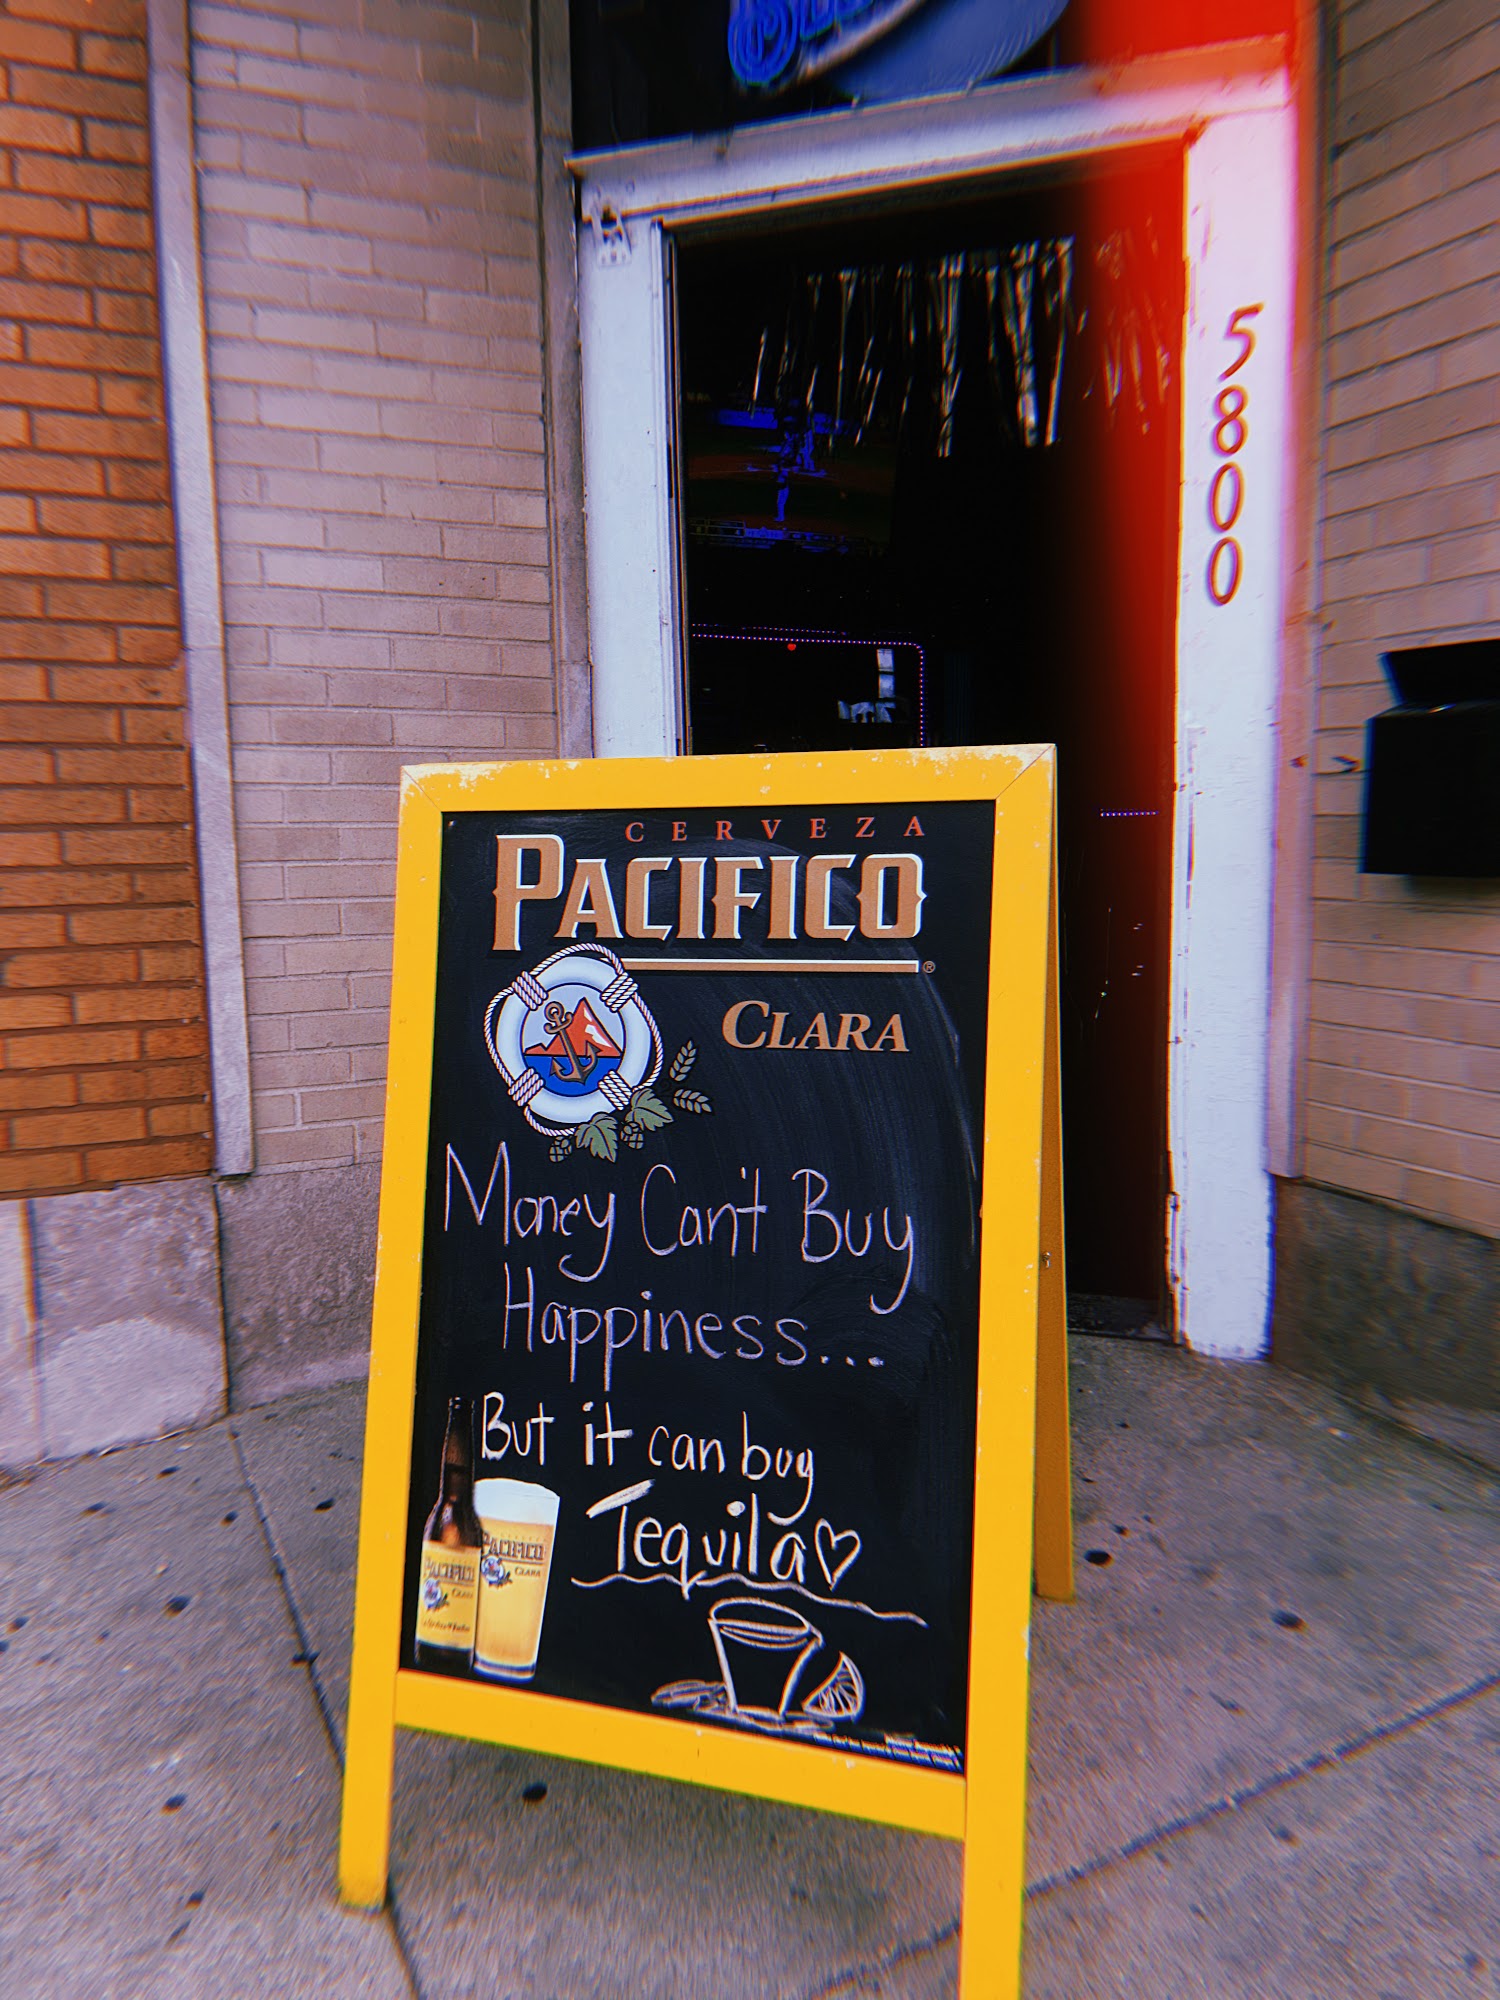 5800
CERVEZA
PACIFICO
®
CLARA
Money Can't Buy
Happiness...
But it can buy
Tequila
PACIFICO
CLARA
PACIFICO
CLARA